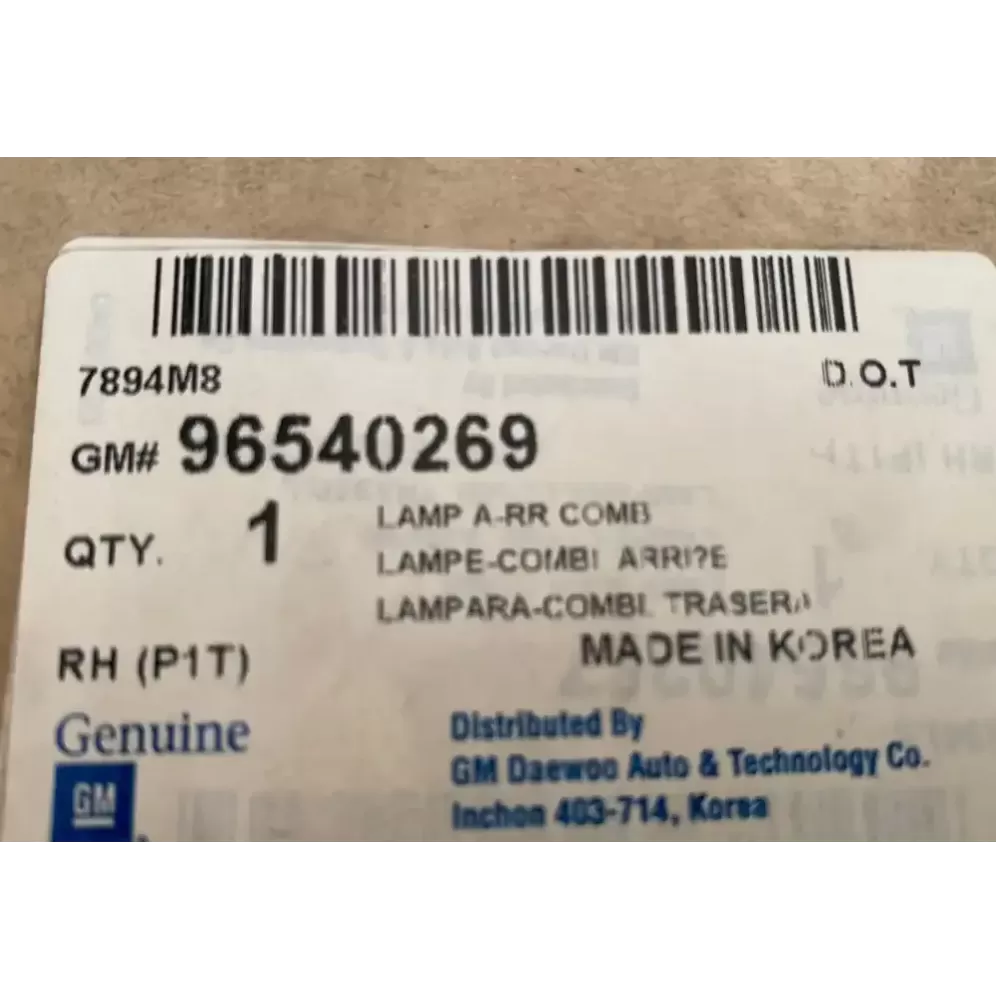 7894M8
D.O.T
GM# 96540269
QTY. 1
LAMP A-RR COMB
LAMPE-COMBI ARRI?E
LAMPARA-COMBI. TRASERA
RH (P1T)
MADE IN KOREA
Genuine
GM
Distributed By
GM Daewoo Auto & Technology Co.
Inchon 403-714, Korea